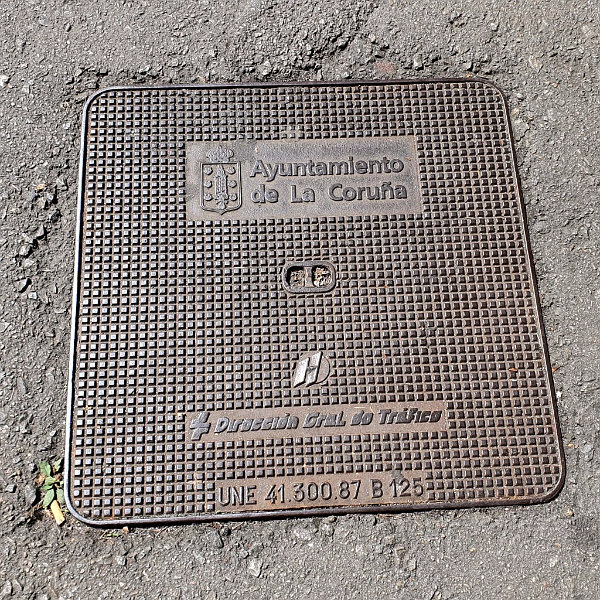 Ayuntamiento
de La Coruña
Dirección Gral. de Tráfico
UNE 41.300.87 B 125